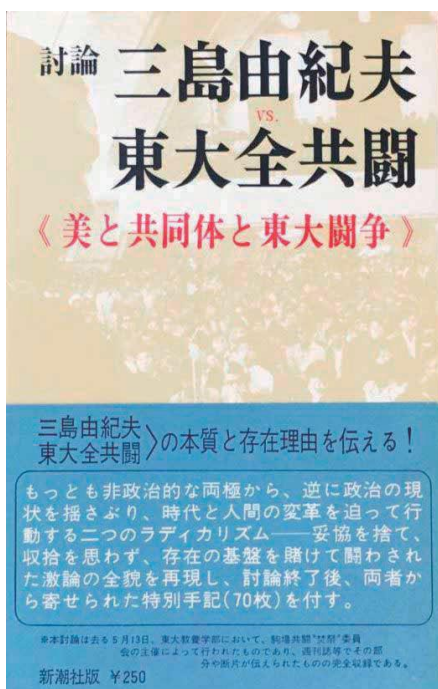 討論 三島由紀夫
vs.
東大全共闘
《美と共同体と東大闘争》
三島由紀夫
東大全共闘〉の本質と存在理由を伝える!
もっとも非政治的な両極から、逆に政治の現
状を揺さぶり、時代と人間の変革を迫って行
動する二つのラディカリズム――妥協を捨て、
収拾を思わず、存在の基盤を賭けて闘わされ
た激論の全貌を再現し、討論終了後、両者か
ら寄せられた特別手記(70枚)を付す。
※本討論は去る5月13日、東大教養学部において、駒場共闘“焚祭”委員
会の主催によって行われたものであり、週刊誌等でその部
分や断片が伝えられたものの完全収録である。
新潮社版 ¥250